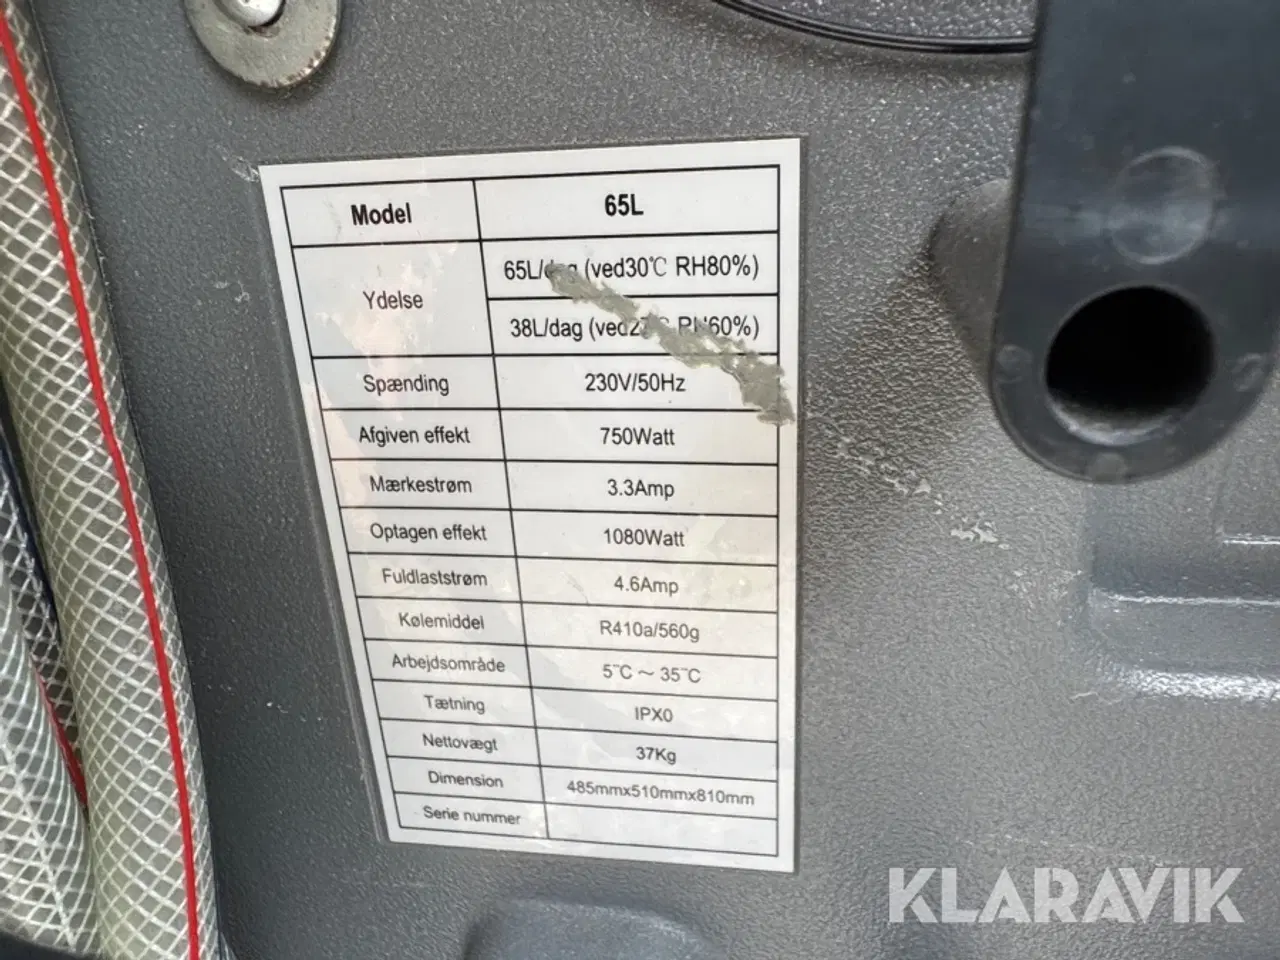 Model 65L
Ydelse 65L/dag (ved30℃ RH80%)
38L/dag (ved27℃ RH60%)
Spænding 230V/50Hz
Afgiven effekt 750Watt
Mærkestrøm 3.3Amp
Optagen effekt 1080Watt
Fuldlaststrøm 4.6Amp
Kølemiddel R410a/560g
Arbejdsområde 5℃~35℃
Tætning IPX0
Nettovægt 37Kg
Dimension 485mmx510mmx810mm
Serie nummer
KLARAVIK